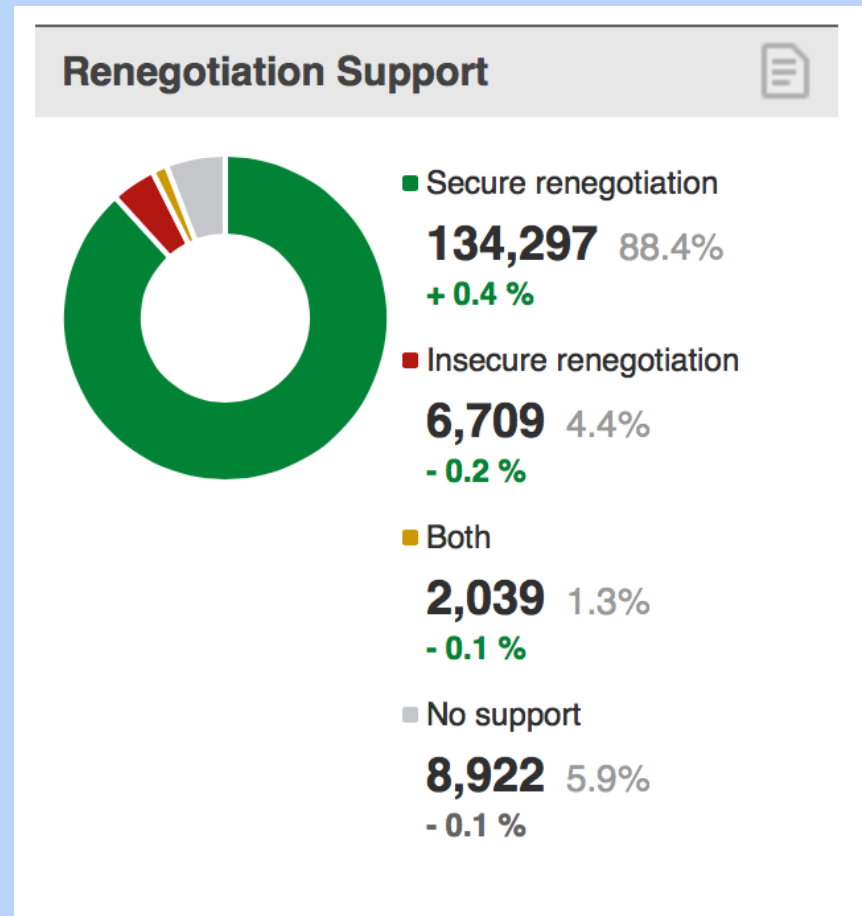 Renegotiation Support
Secure renegotiation
134,297 88.4%
+ 0.4 %
Insecure renegotiation
6,709 4.4%
- 0.2 %
Both
2,039 1.3%
- 0.1 %
No support
8,922 5.9%
- 0.1 %